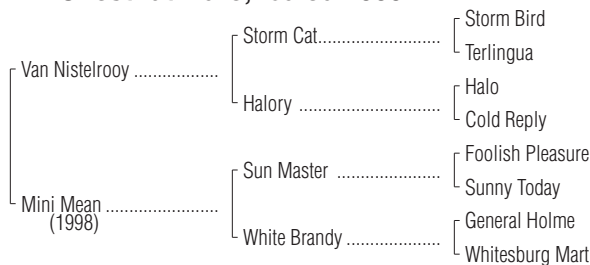 Storm Bird
Storm Cat
Terlingua
Van Nistelrooy
Halo
Halory
Cold Reply
Foolish Pleasure
Sun Master
Sunny Today
Mini Mean
(1998)
General Holme
White Brandy
Whitesburg Mart